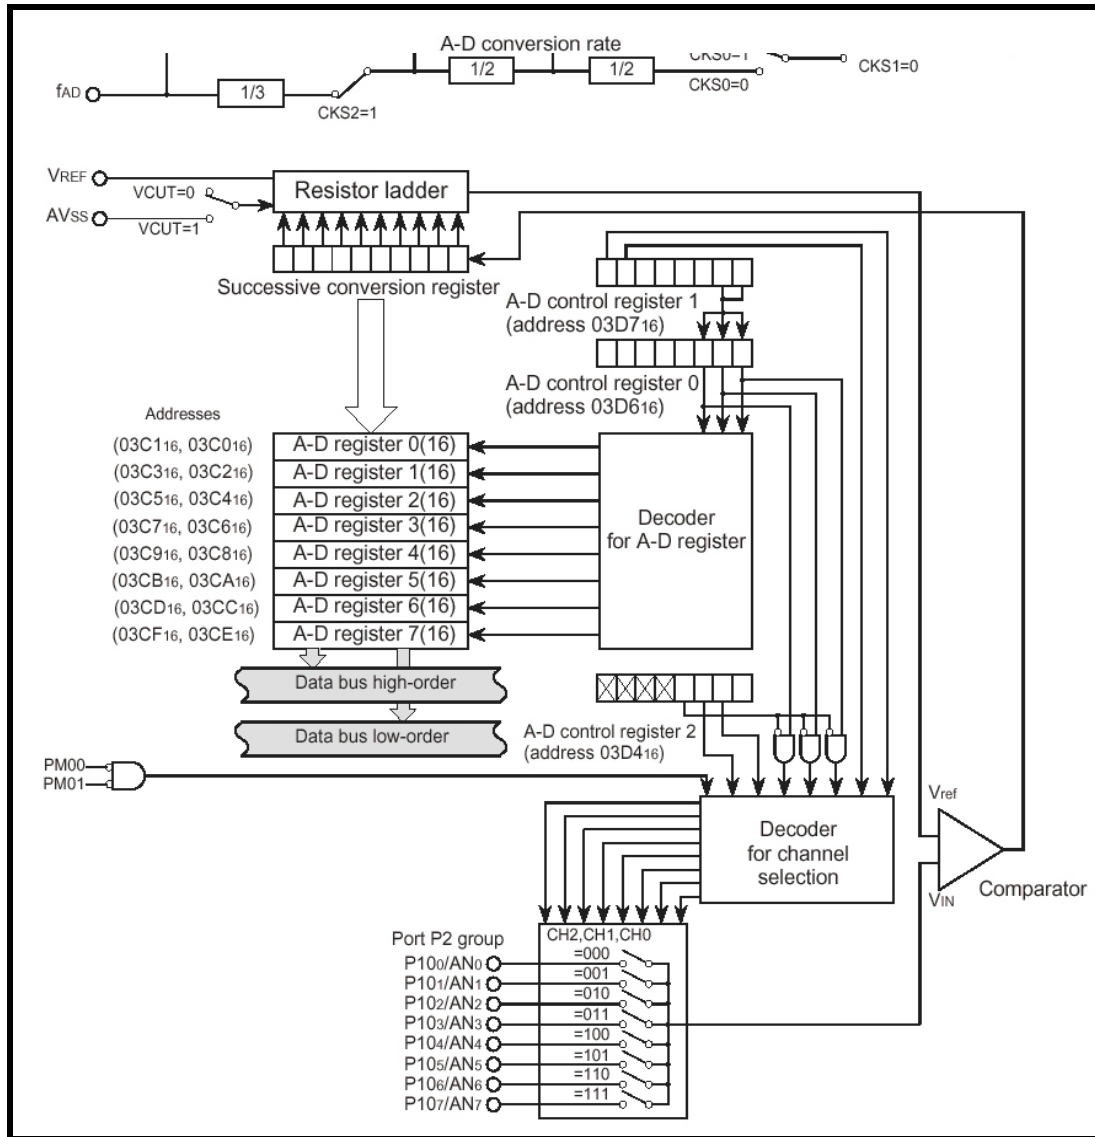 A-D conversion rate
CKS0=1
CKS1=0
fAD
1/3
1/2
1/2
CKS2=1
CKS0=0
VREF
VCUT=0
Resistor ladder
AVSS
VCUT=1
Successive conversion register
A-D control register 1
(address 03D716)
A-D control register 0
(address 03D616)
Addresses
(03C116, 03C016)
A-D register 0(16)
(03C316, 03C216)
A-D register 1(16)
(03C516, 03C416)
A-D register 2(16)
(03C716, 03C616)
A-D register 3(16)
(03C916, 03C816)
A-D register 4(16)
(03CB16, 03CA16)
A-D register 5(16)
(03CD16, 03CC16)
A-D register 6(16)
(03CF16, 03CE16)
A-D register 7(16)
Decoder
for A-D register
Data bus high-order
Data bus low-order
A-D control register 2
(address 03D416)
PM00
PM01
Decoder
for channel
selection
Vref
VIN
Comparator
CH2,CH1,CH0
Port P2 group
P100/AN0
=000
P101/AN1
=001
P102/AN2
=010
P103/AN3
=011
P104/AN4
=100
P105/AN5
=101
P106/AN6
=110
P107/AN7
=111